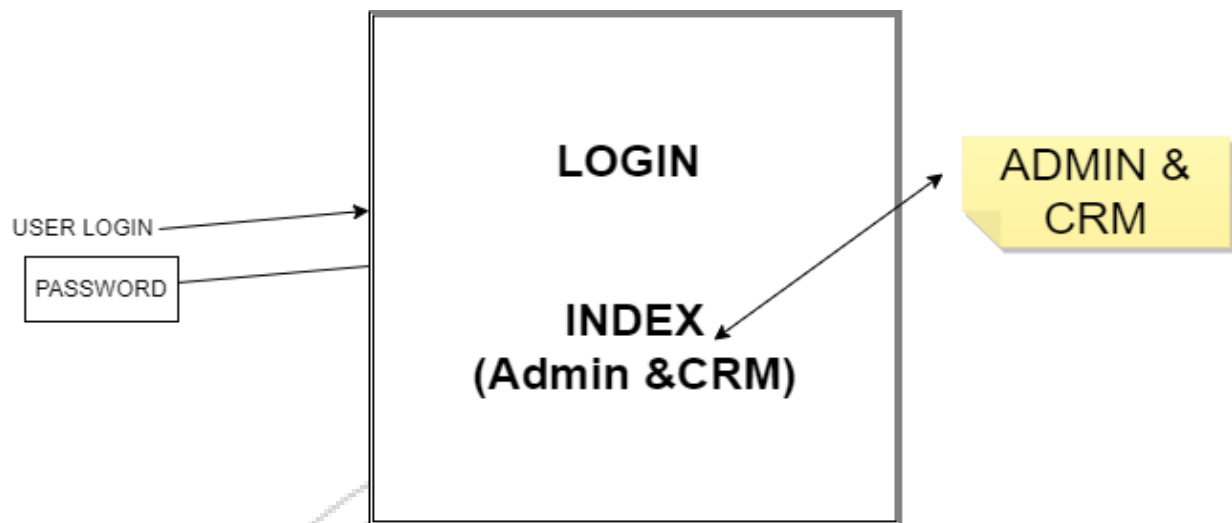 LOGIN
USER LOGIN
PASSWORD
INDEX
(Admin &CRM)
ADMIN &
CRM